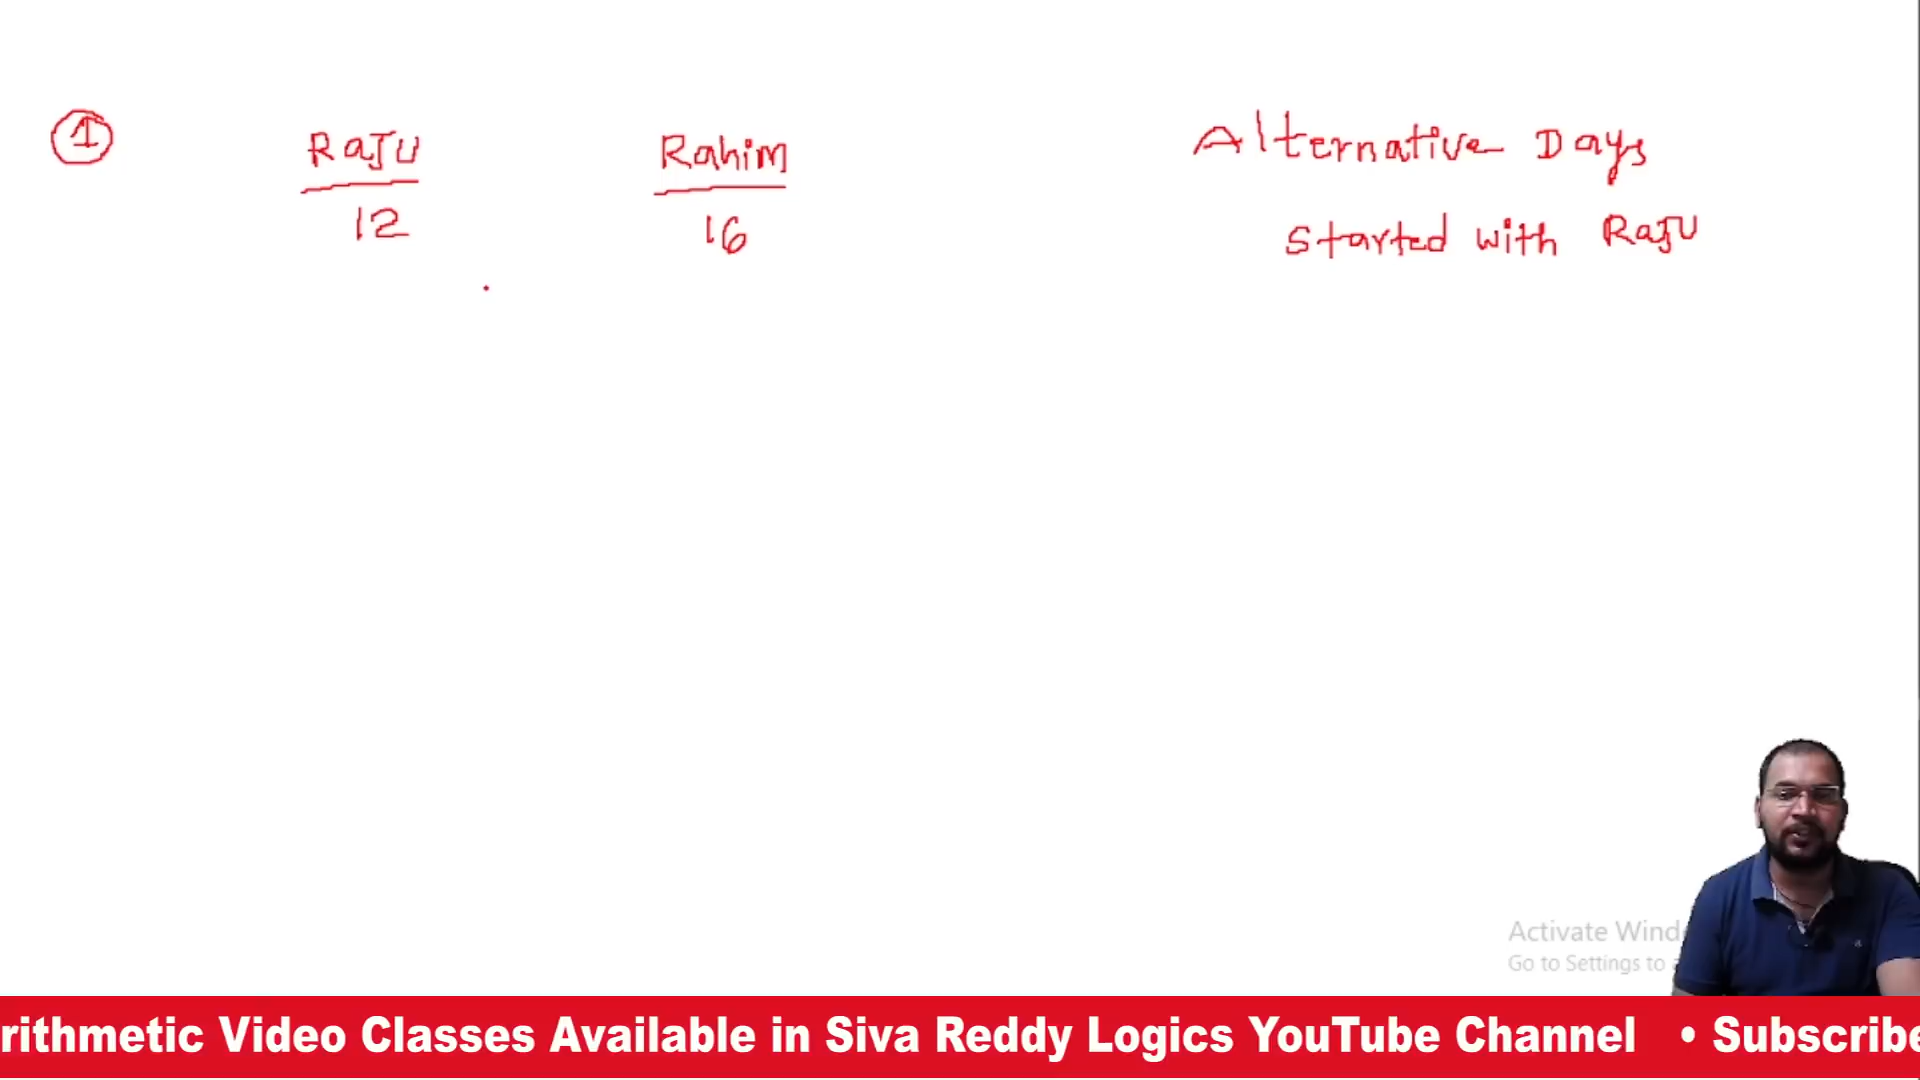 1
RaJU
Rahim
Alternative Days
12
16
Started with RaJU
Activate Wind
Go to Settings to
rithmetic Video Classes Available in Siva Reddy Logics YouTube Channel • Subscribe